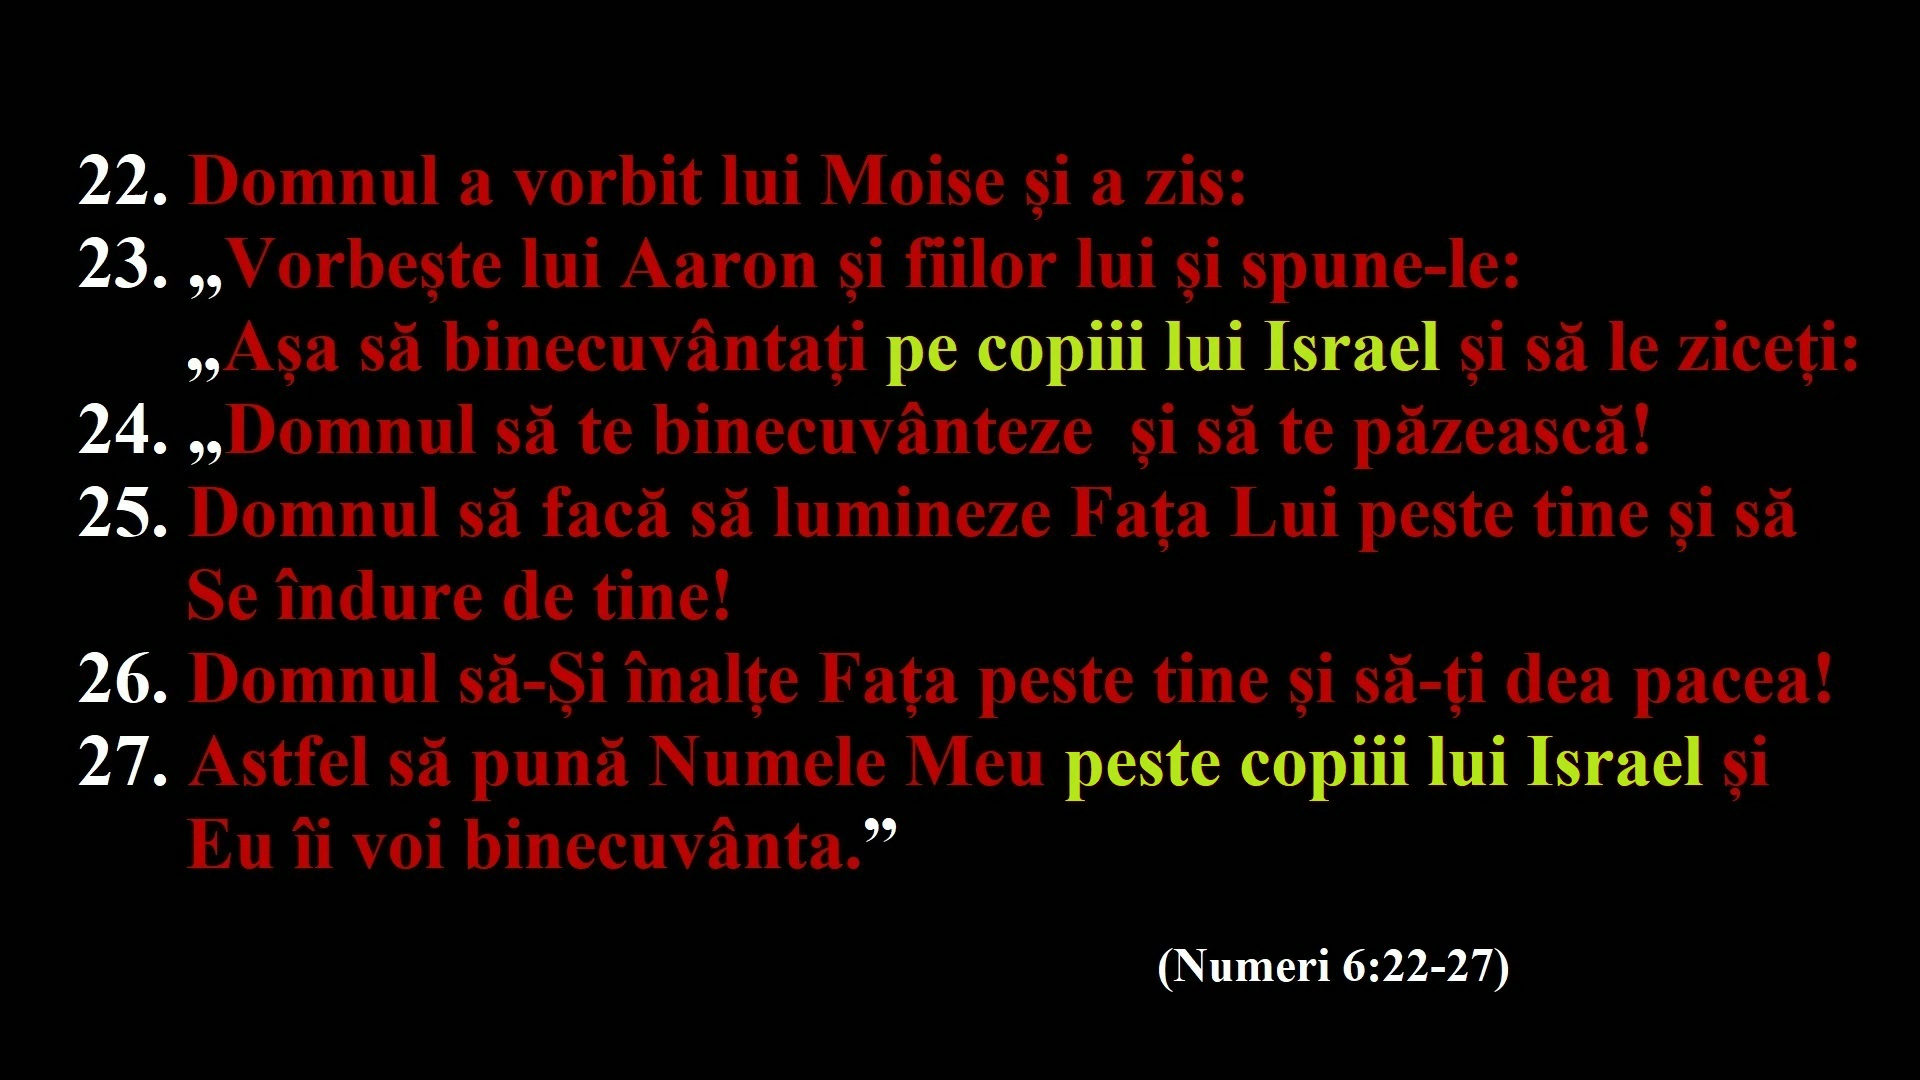 22. Domnul a vorbit lui Moise și a zis:
23. „Vorbește lui Aaron și fiilor lui și spune-le:
„Așa să binecuvântați pe copiii lui Israel și să le ziceți:
24. „Domnul să te binecuvânteze  și să te păzească!
25. Domnul să facă să lumineze Fața Lui peste tine și să
Se îndure de tine!
26. Domnul să-Și înalțe Fața peste tine și să-ți dea pacea!
27. Astfel să pună Numele Meu peste copiii lui Israel și
Eu îi voi binecuvânta.”
(Numeri 6:22-27)